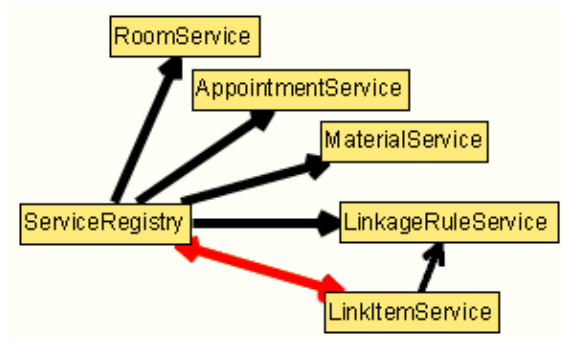 RoomService
AppointmentService
MaterialService
ServiceRegistry
LinkageRuleService
LinkItemService